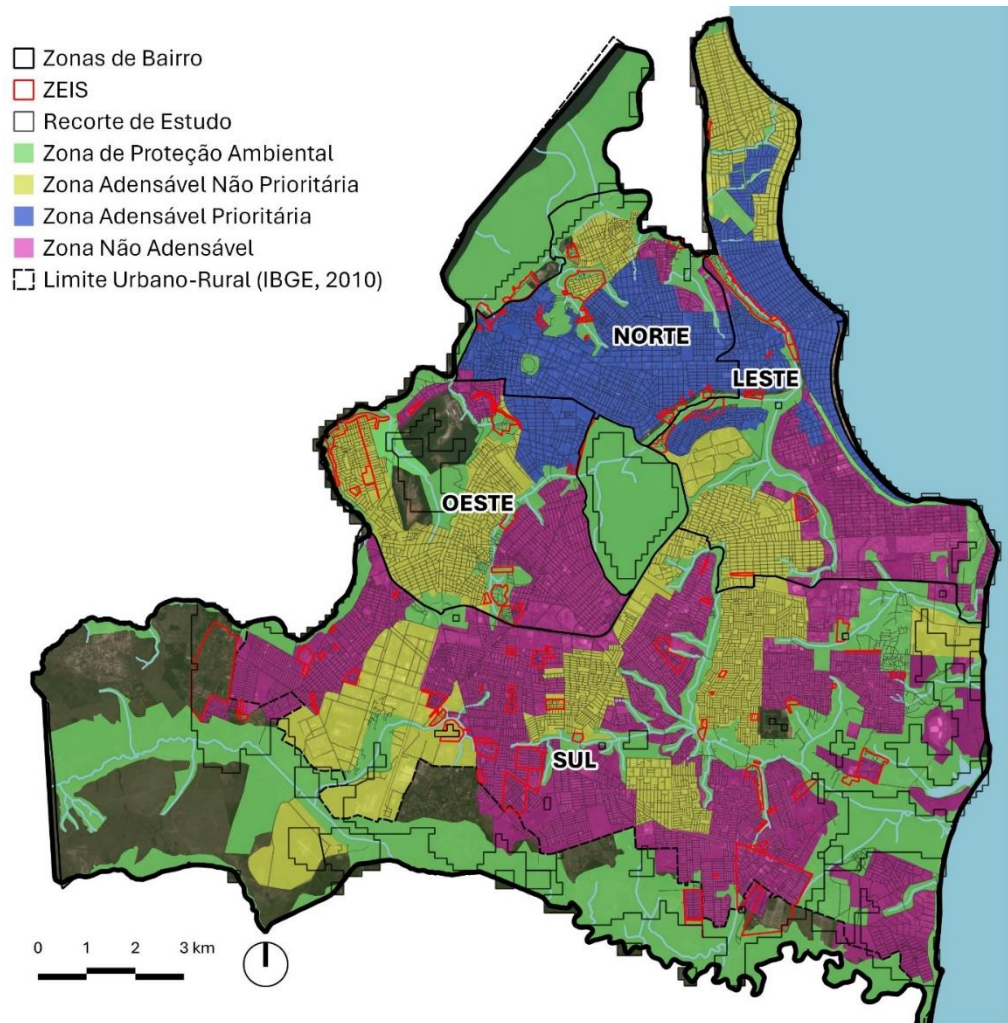 Zonas de Bairro
ZEIS
Recorte de Estudo
Zona de Proteção Ambiental
Zona Adensável Não Prioritária
Zona Adensável Prioritária
Zona Não Adensável
Limite Urbano-Rural (IBGE, 2010)
NORTE
LESTE
OESTE
SUL
0 1 2 3 km